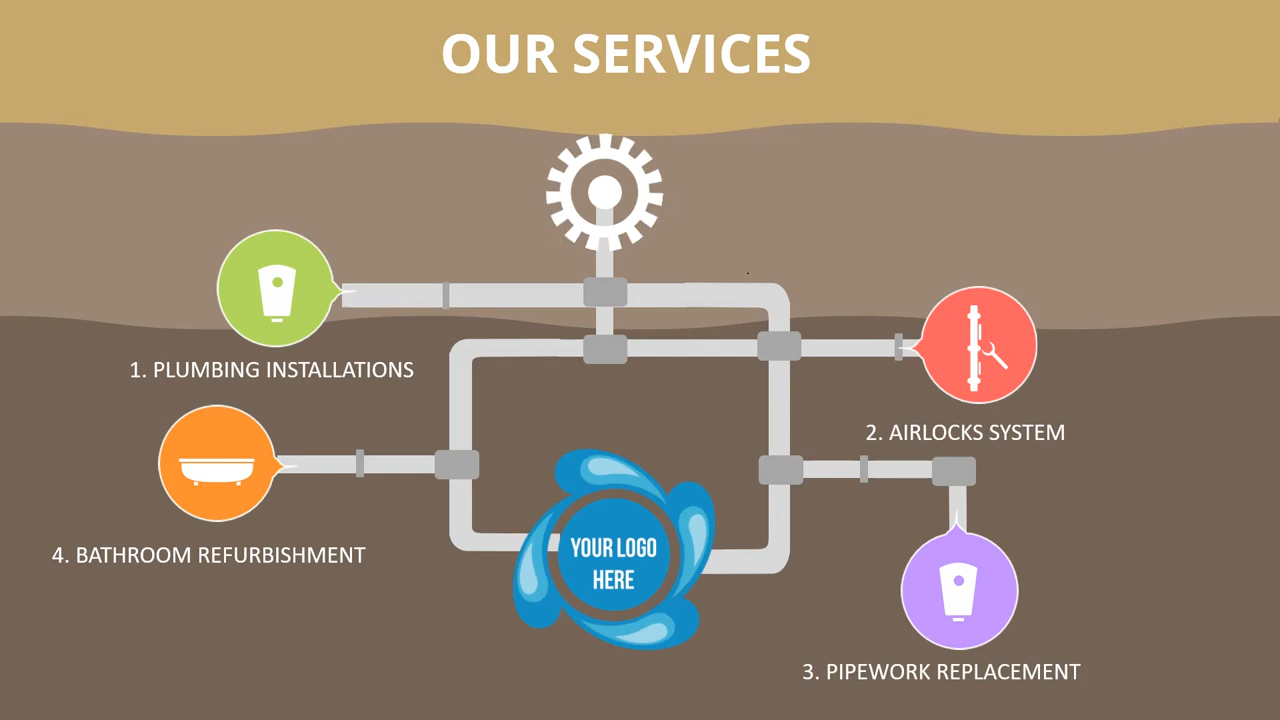 OUR SERVICES
1. PLUMBING INSTALLATIONS
2. AIRLOCKS SYSTEM
4. BATHROOM REFURBISHMENT
YOUR LOGO
HERE
3. PIPEWORK REPLACEMENT